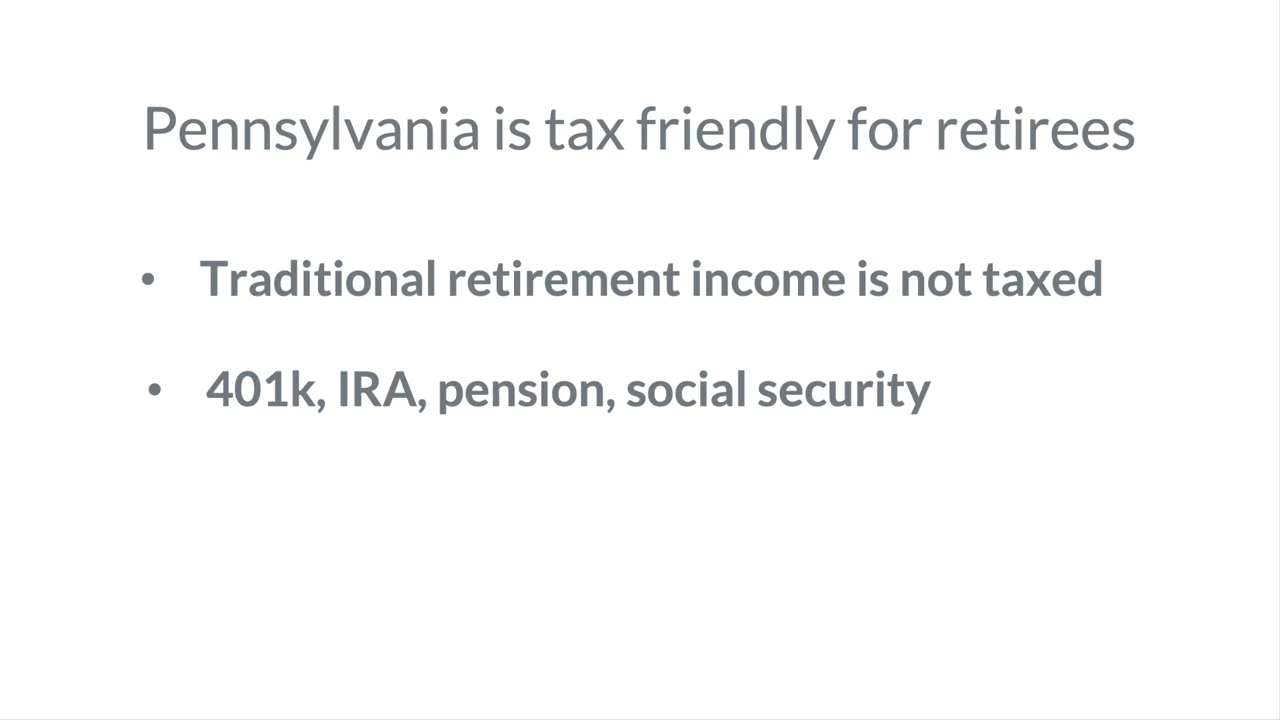 Pennsylvania is tax friendly for retirees
• Traditional retirement income is not taxed
• 401k, IRA, pension, social security